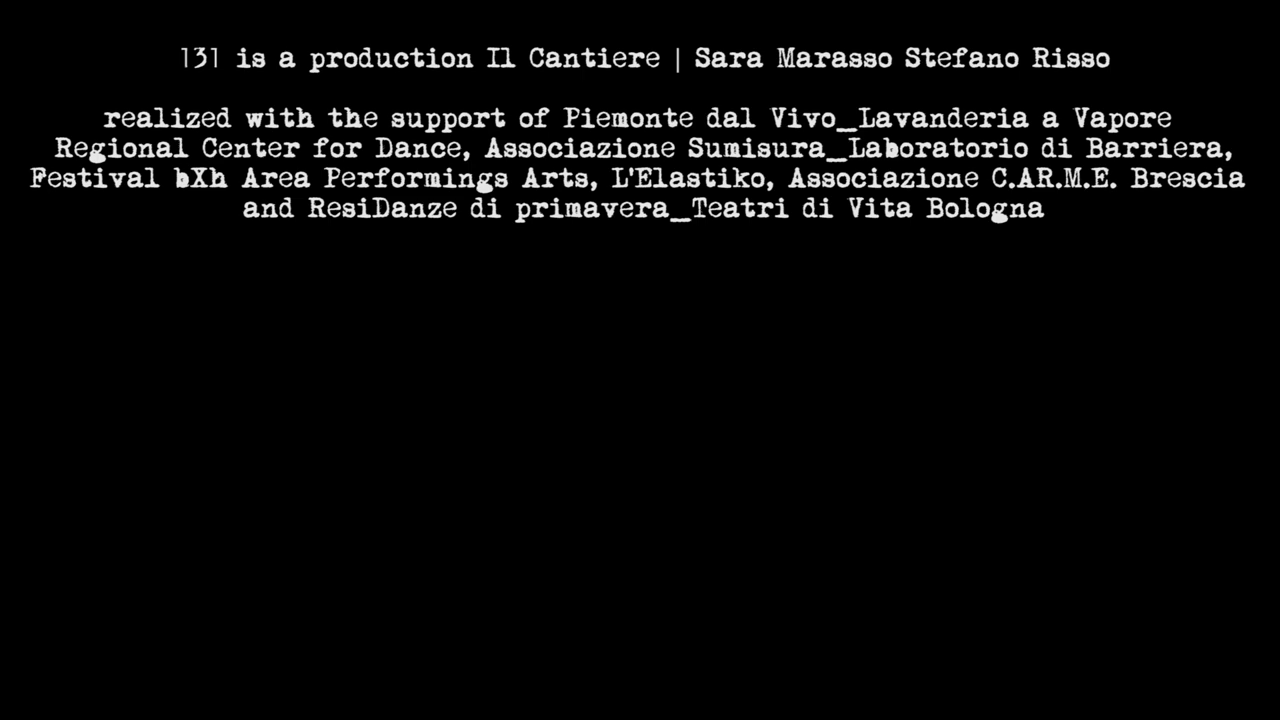 131 is a production Il Cantiere | Sara Marasso Stefano Risso
realized with the support of Piemonte dal Vivo_Lavanderia a Vapore
Regional Center for Dance, Associazione Sumisura_Laboratorio di Barriera,
Festival bXh Area Performings Arts, L'Elastiko, Associazione C.AR.M.E. Brescia
and ResiDanze di primavera_Teatri di Vita Bologna